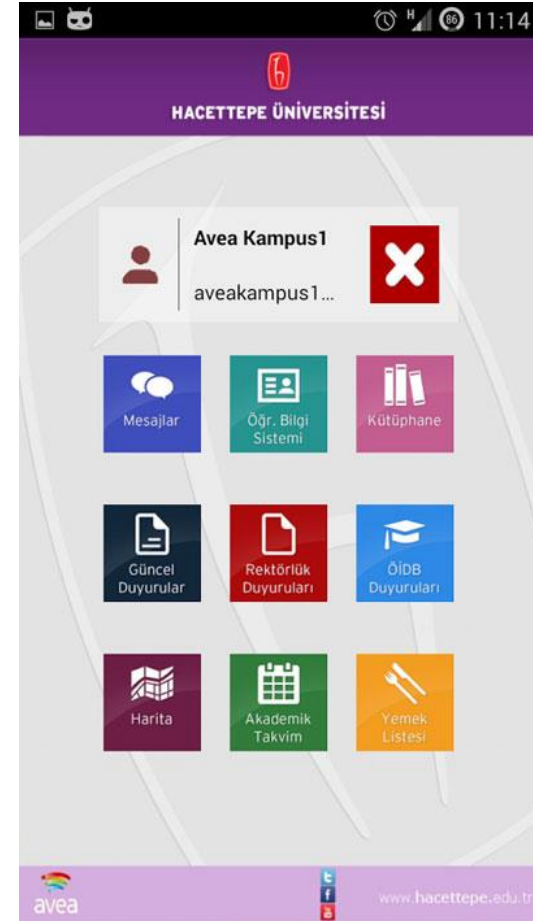 H 86 11:14
HACETTEPE ÜNİVERSİTESİ
Avea Kampus1
aveakampus1...
Mesajlar
Öğr. Bilgi
Sistemi
Kütüphane
Güncel
Duyurular
Rektörlük
Duyuruları
ÖİDB
Duyuruları
Harita
Akademik
Takvim
Yemek
Listesi
avea
www.hacettepe.edu.tr